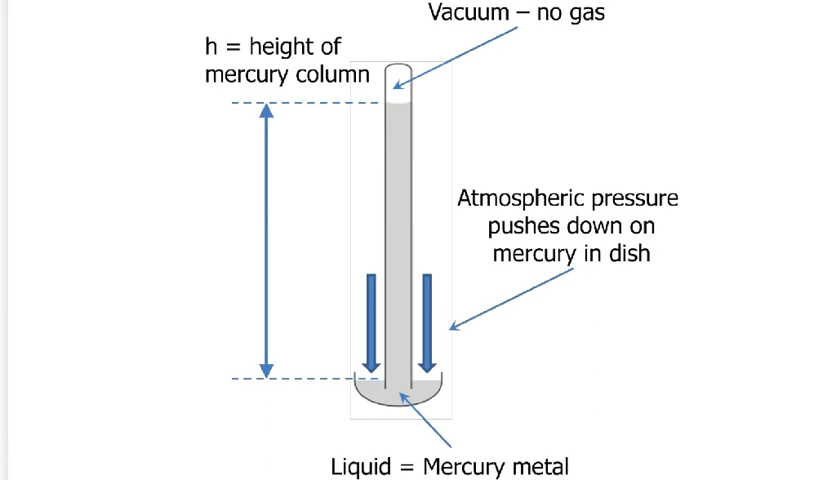 Vacuum – no gas
h = height of
mercury column
Atmospheric pressure
pushes down on
mercury in dish
Liquid = Mercury metal